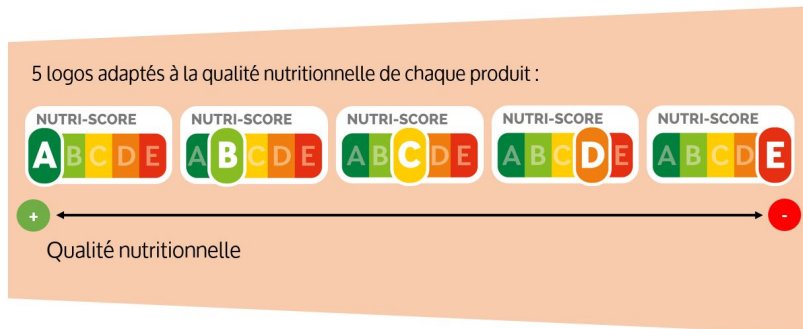 5 logos adaptés à la qualité nutritionnelle de chaque produit :
NUTRI-SCORE NUTRI-SCORE NUTRI-SCORE NUTRI-SCORE NUTRI-SCORE
A B C D E A B C D E A B C D E A B C D E A B C D E
+ -
Qualité nutritionnelle